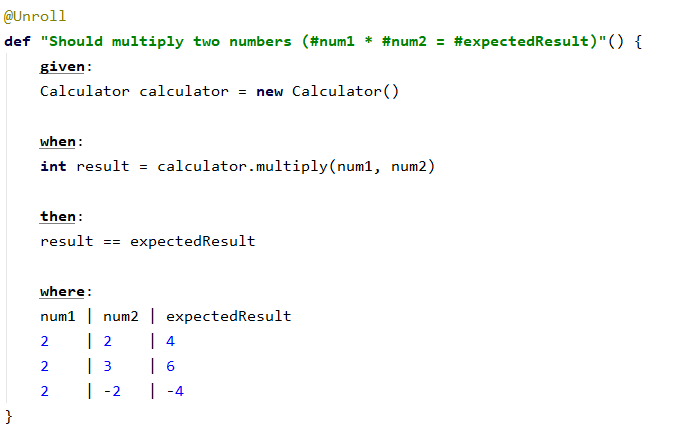 @Unroll
def "Should multiply two numbers (#num1 * #num2 = #expectedResult)"() {
given:
Calculator calculator = new Calculator()
when:
int result = calculator.multiply(num1, num2)
then:
result == expectedResult
where:
num1 | num2 | expectedResult
2 | 2 | 4
2 | 3 | 6
2 | -2 | -4
}